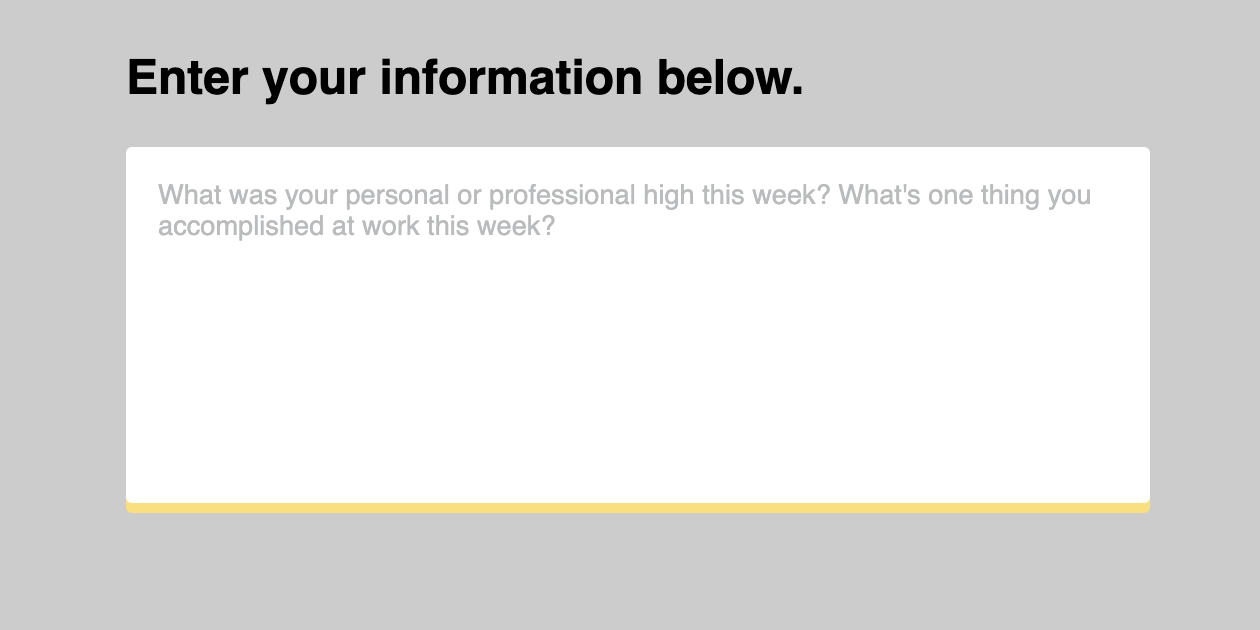 Enter your information below.
What was your personal or professional high this week? What's one thing you
accomplished at work this week?